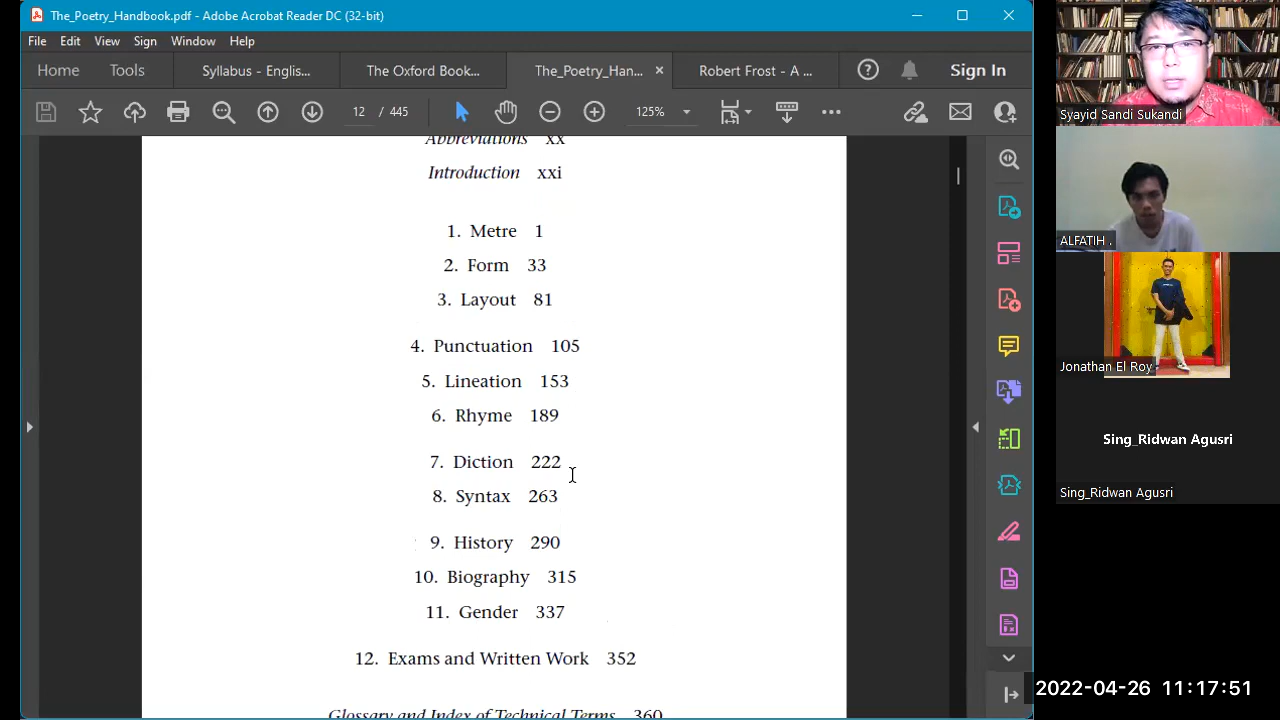 The_Poetry_Handbook.pdf - Adobe Acrobat Reader DC (32-bit)
File Edit View Sign Window Help
Home Tools Syllabus - Englis... The Oxford Book... The_Poetry_Han... × Robert Frost - A ... Sign In
12 / 445 125%
Abbreviations xx
Introduction xxi
1. Metre 1
2. Form 33
3. Layout 81
4. Punctuation 105
5. Lineation 153
6. Rhyme 189
7. Diction 222
8. Syntax 263
9. History 290
10. Biography 315
11. Gender 337
12. Exams and Written Work 352
Glossary and Index of Technical Terms 360
Syayid Sandi Sukandi
ALFATIH .
Jonathan El Roy
Sing_Ridwan Agusri
Sing_Ridwan Agusri
2022-04-26 11:17:51